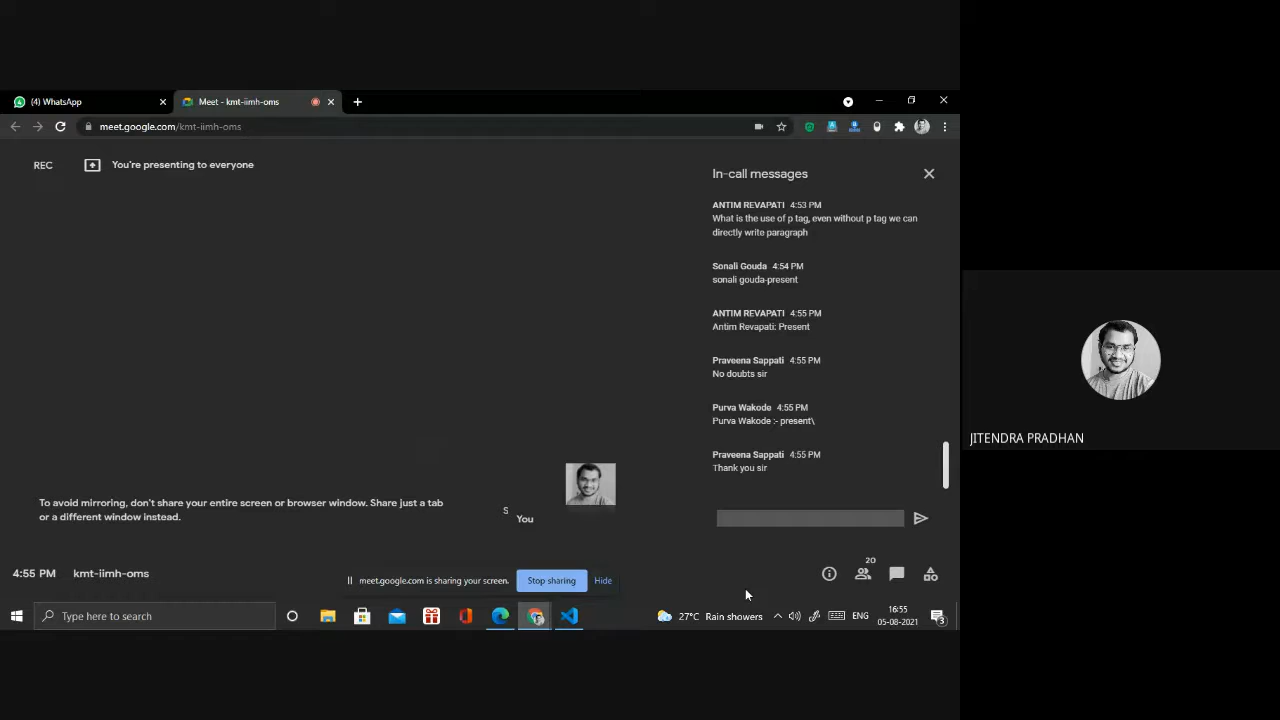 (4) WhatsApp
Meet - kmt-iimh-oms
meet.google.com/kmt-iimh-oms
REC
You're presenting to everyone
In-call messages
ANTIM REVAPATI 4:53 PM
What is the use of p tag, even without p tag we can
directly write paragraph
Sonali Gouda 4:54 PM
sonali gouda-present
ANTIM REVAPATI 4:55 PM
Antim Revapati: Present
Praveena Sappati 4:55 PM
No doubts sir
Purva Wakode 4:55 PM
Purva Wakode :- present\
Praveena Sappati 4:55 PM
Thank you sir
JITENDRA PRADHAN
To avoid mirroring, don't share your entire screen or browser window. Share just a tab
or a different window instead.
S
You
4:55 PM kmt-iimh-oms
meet.google.com is sharing your screen.
Stop sharing
Hide
20
Type here to search
27°C Rain showers
ENG
16:55
05-08-2021
3